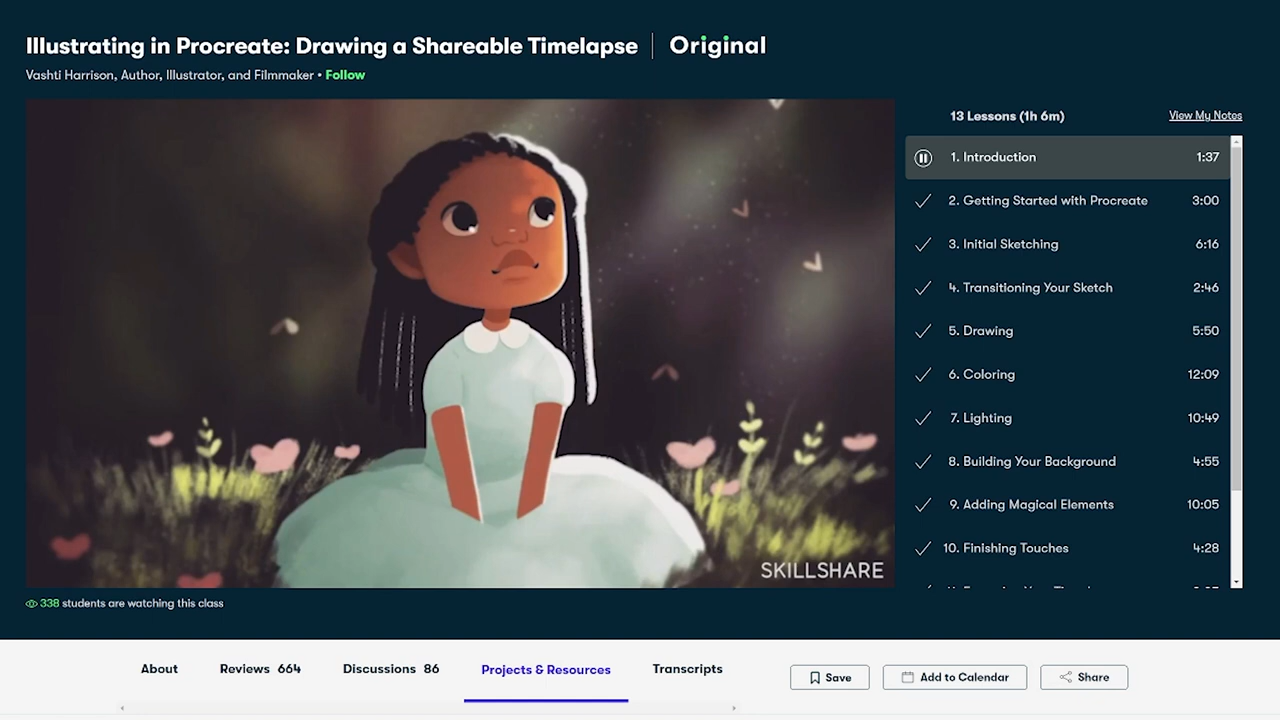 Illustrating in Procreate: Drawing a Shareable Timelapse Original
Vashti Harrison, Author, Illustrator, and Filmmaker • Follow
13 Lessons (1h 6m) View My Notes
1. Introduction 1:37
2. Getting Started with Procreate 3:00
3. Initial Sketching 6:16
4. Transitioning Your Sketch 2:46
5. Drawing 5:50
6. Coloring 12:09
7. Lighting 10:49
8. Building Your Background 4:55
9. Adding Magical Elements 10:05
10. Finishing Touches 4:28
SKILLSHARE
338 students are watching this class
About Reviews 664 Discussions 86 Projects & Resources Transcripts Save Add to Calendar Share